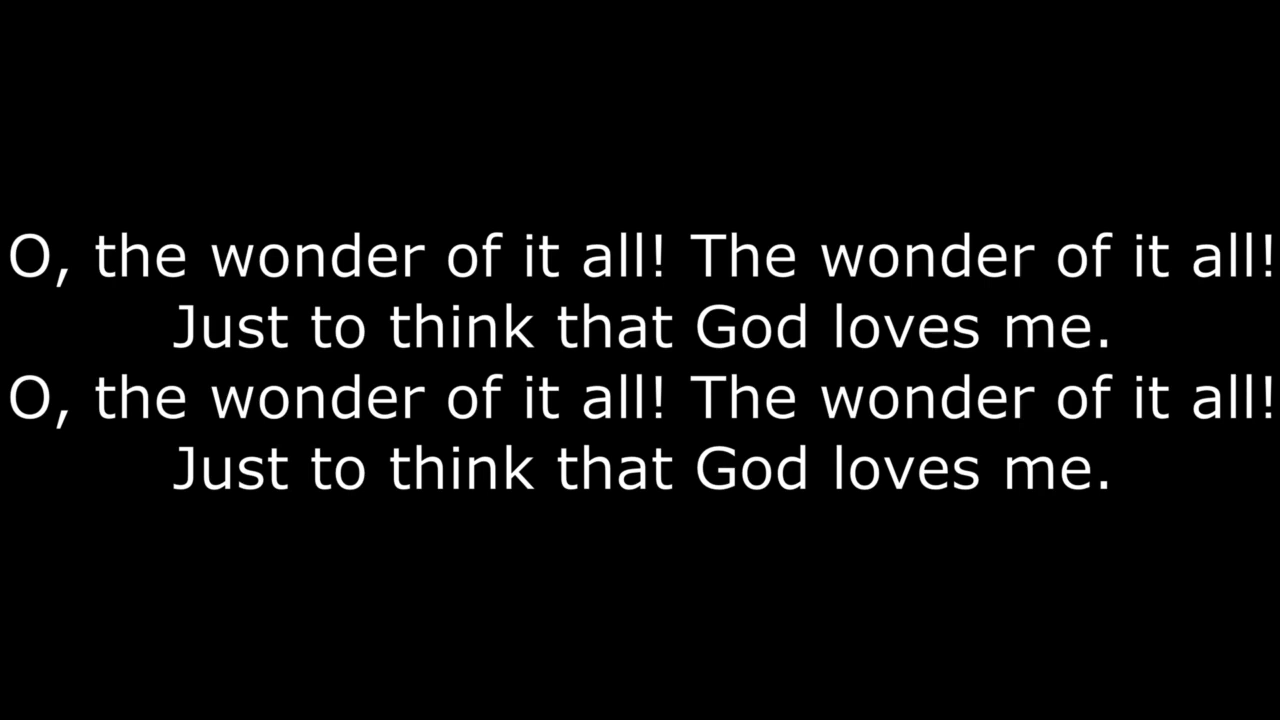 O, the wonder of it all! The wonder of it all!
Just to think that God loves me.
O, the wonder of it all! The wonder of it all!
Just to think that God loves me.